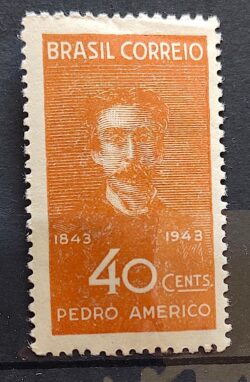 BRASIL CORREIO
1843 1943
40 CENTS.
PEDRO AMERICO